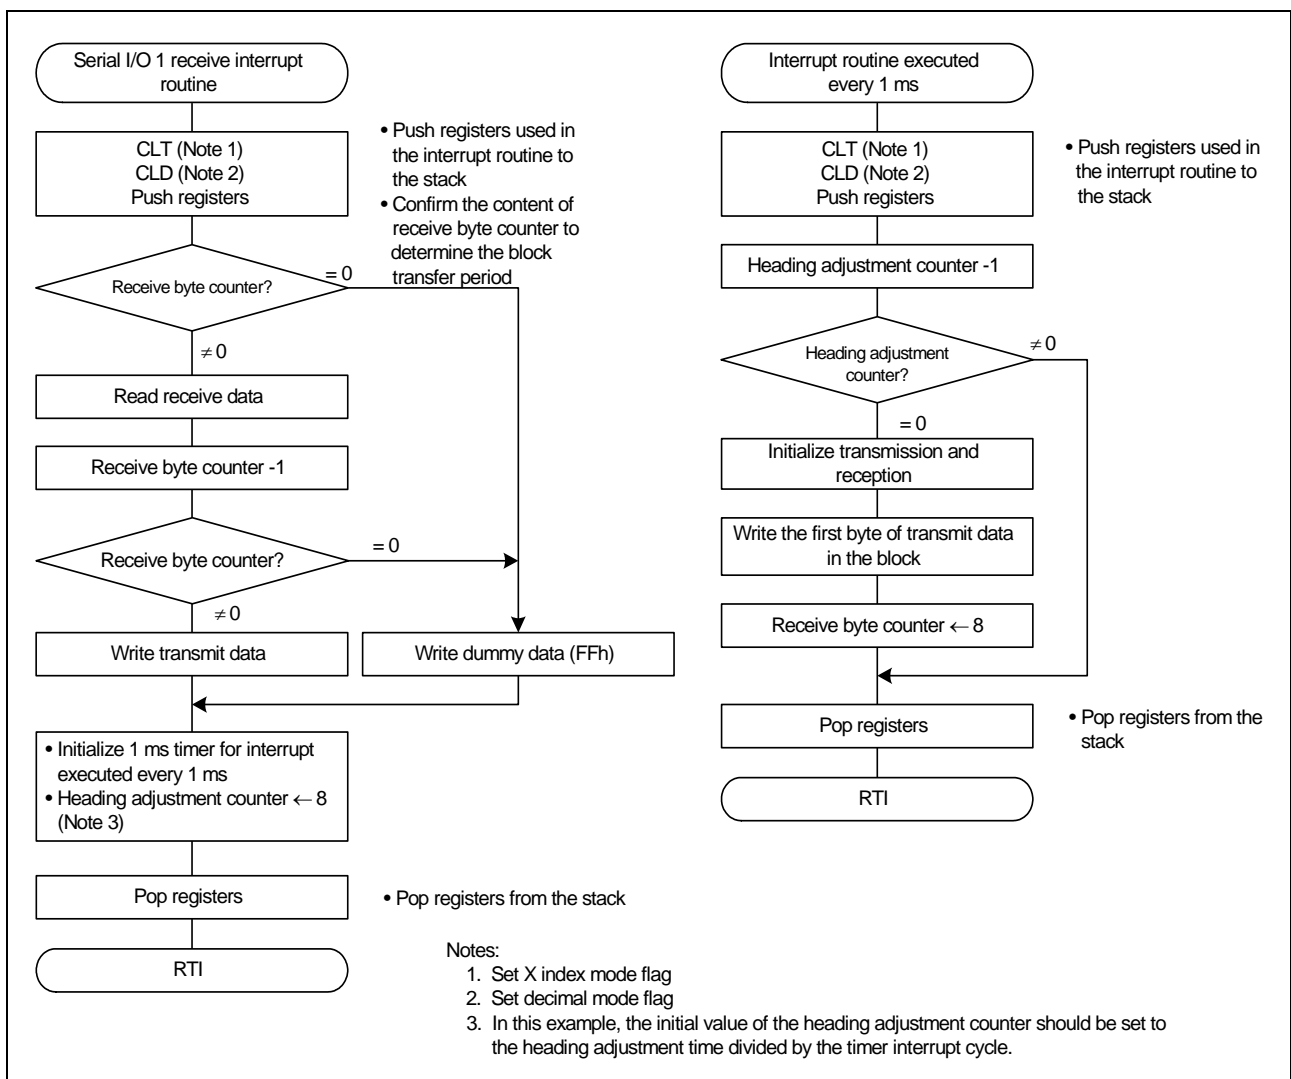 Serial I/O 1 receive interrupt
routine
CLT (Note 1)
CLD (Note 2)
Push registers
• Push registers used in
the interrupt routine to
the stack
• Confirm the content of
receive byte counter to
determine the block
transfer period
Receive byte counter?
= 0
≠ 0
Read receive data
Receive byte counter -1
Receive byte counter?
= 0
≠ 0
Write transmit data
Write dummy data (FFh)
• Initialize 1 ms timer for interrupt
executed every 1 ms
• Heading adjustment counter ← 8
(Note 3)
Pop registers
• Pop registers from the stack
RTI
Interrupt routine executed
every 1 ms
CLT (Note 1)
CLD (Note 2)
Push registers
• Push registers used in
the interrupt routine to
the stack
Heading adjustment counter -1
Heading adjustment
counter?
≠ 0
= 0
Initialize transmission and
reception
Write the first byte of transmit data
in the block
Receive byte counter ← 8
Pop registers
• Pop registers from the
stack
RTI
Notes:
1. Set X index mode flag
2. Set decimal mode flag
3. In this example, the initial value of the heading adjustment counter should be set to
the heading adjustment time divided by the timer interrupt cycle.